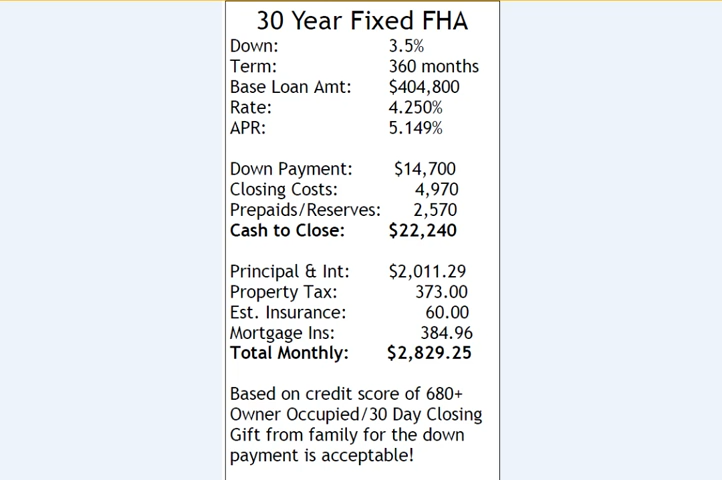 30 Year Fixed FHA
Down: 3.5%
Term: 360 months
Base Loan Amt: $404,800
Rate: 4.250%
APR: 5.149%
Down Payment: $14,700
Closing Costs: 4,970
Prepaids/Reserves: 2,570
Cash to Close: $22,240
Principal & Int: $2,011.29
Property Tax: 373.00
Est. Insurance: 60.00
Mortgage Ins: 384.96
Total Monthly: $2,829.25
Based on credit score of 680+
Owner Occupied/30 Day Closing
Gift from family for the down
payment is acceptable!